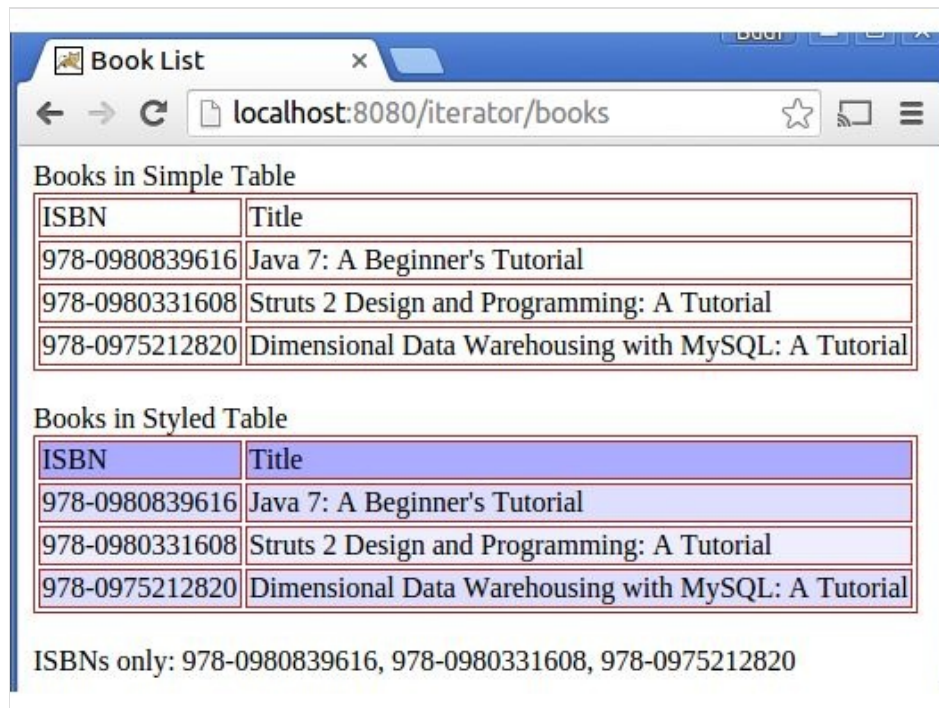 Book List
localhost:8080/iterator/books
Books in Simple Table
ISBN Title
978-0980839616 Java 7: A Beginner's Tutorial
978-0980331608 Struts 2 Design and Programming: A Tutorial
978-0975212820 Dimensional Data Warehousing with MySQL: A Tutorial
Books in Styled Table
ISBN Title
978-0980839616 Java 7: A Beginner's Tutorial
978-0980331608 Struts 2 Design and Programming: A Tutorial
978-0975212820 Dimensional Data Warehousing with MySQL: A Tutorial
ISBNs only: 978-0980839616, 978-0980331608, 978-0975212820